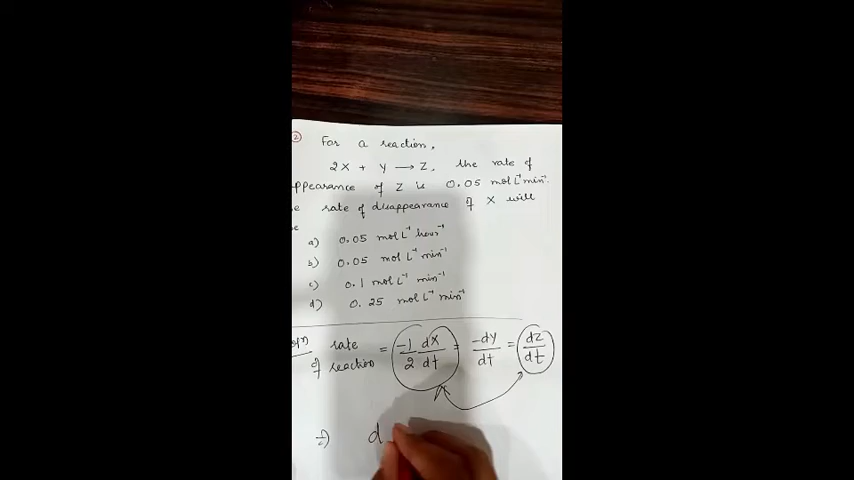 2
For a reaction,
2X + Y → Z, the rate of
ppearance of Z is 0.05 mol L⁻¹ min⁻¹.
e rate of disappearance of X will
e
a) 0.05 mol L⁻¹ hour⁻¹
b) 0.05 mol L⁻¹ min⁻¹
c) 0.1 mol L⁻¹ min⁻¹
d) 0.25 mol L⁻¹ min⁻¹
rate of reaction = -1/2 dX/dt = -dY/dt = dZ/dt
⇒) d